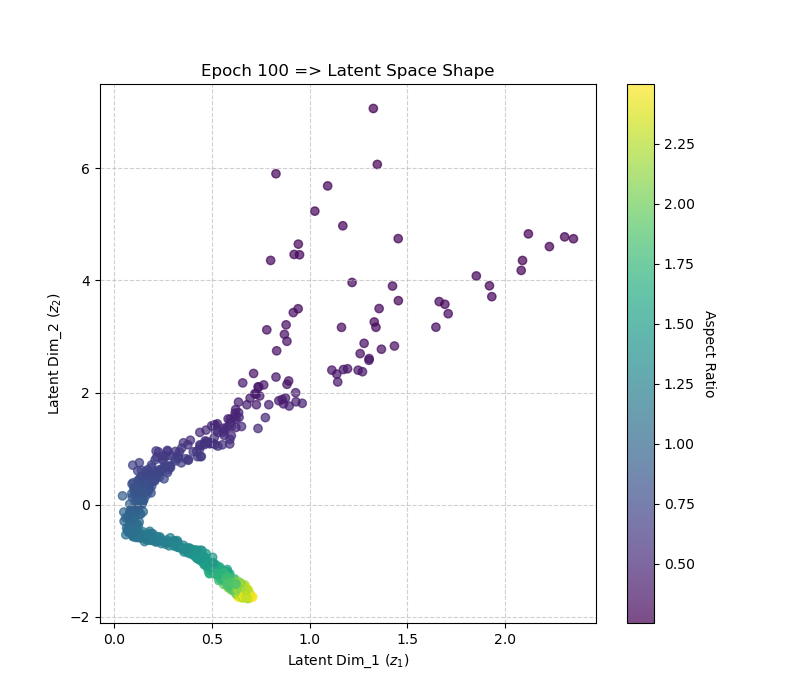 Epoch 100 => Latent Space Shape
6
4
2
0
−2
0.0 0.5 1.0 1.5 2.0
Latent Dim_1 (z₁)
Latent Dim_2 (z₂)
2.25
2.00
1.75
1.50
1.25
1.00
0.75
0.50
Aspect Ratio